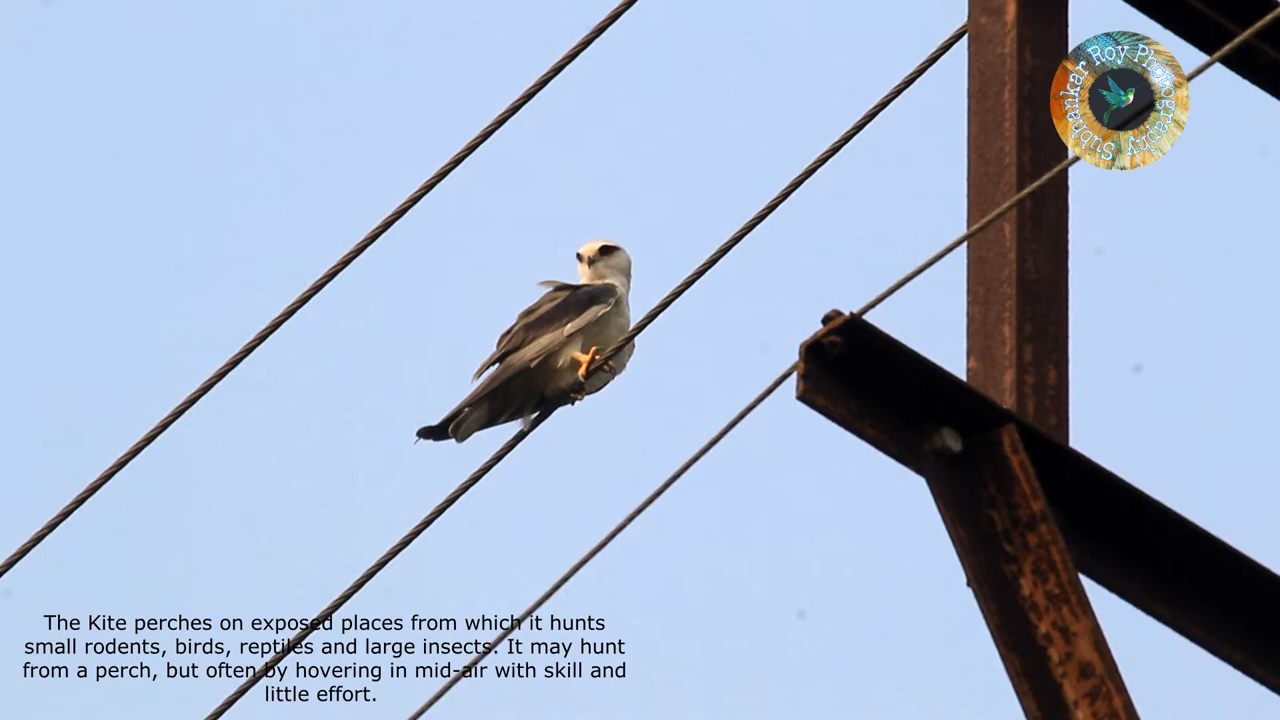 Subhankar Roy Photography
The Kite perches on exposed places from which it hunts
small rodents, birds, reptiles and large insects. It may hunt
from a perch, but often by hovering in mid-air with skill and
little effort.